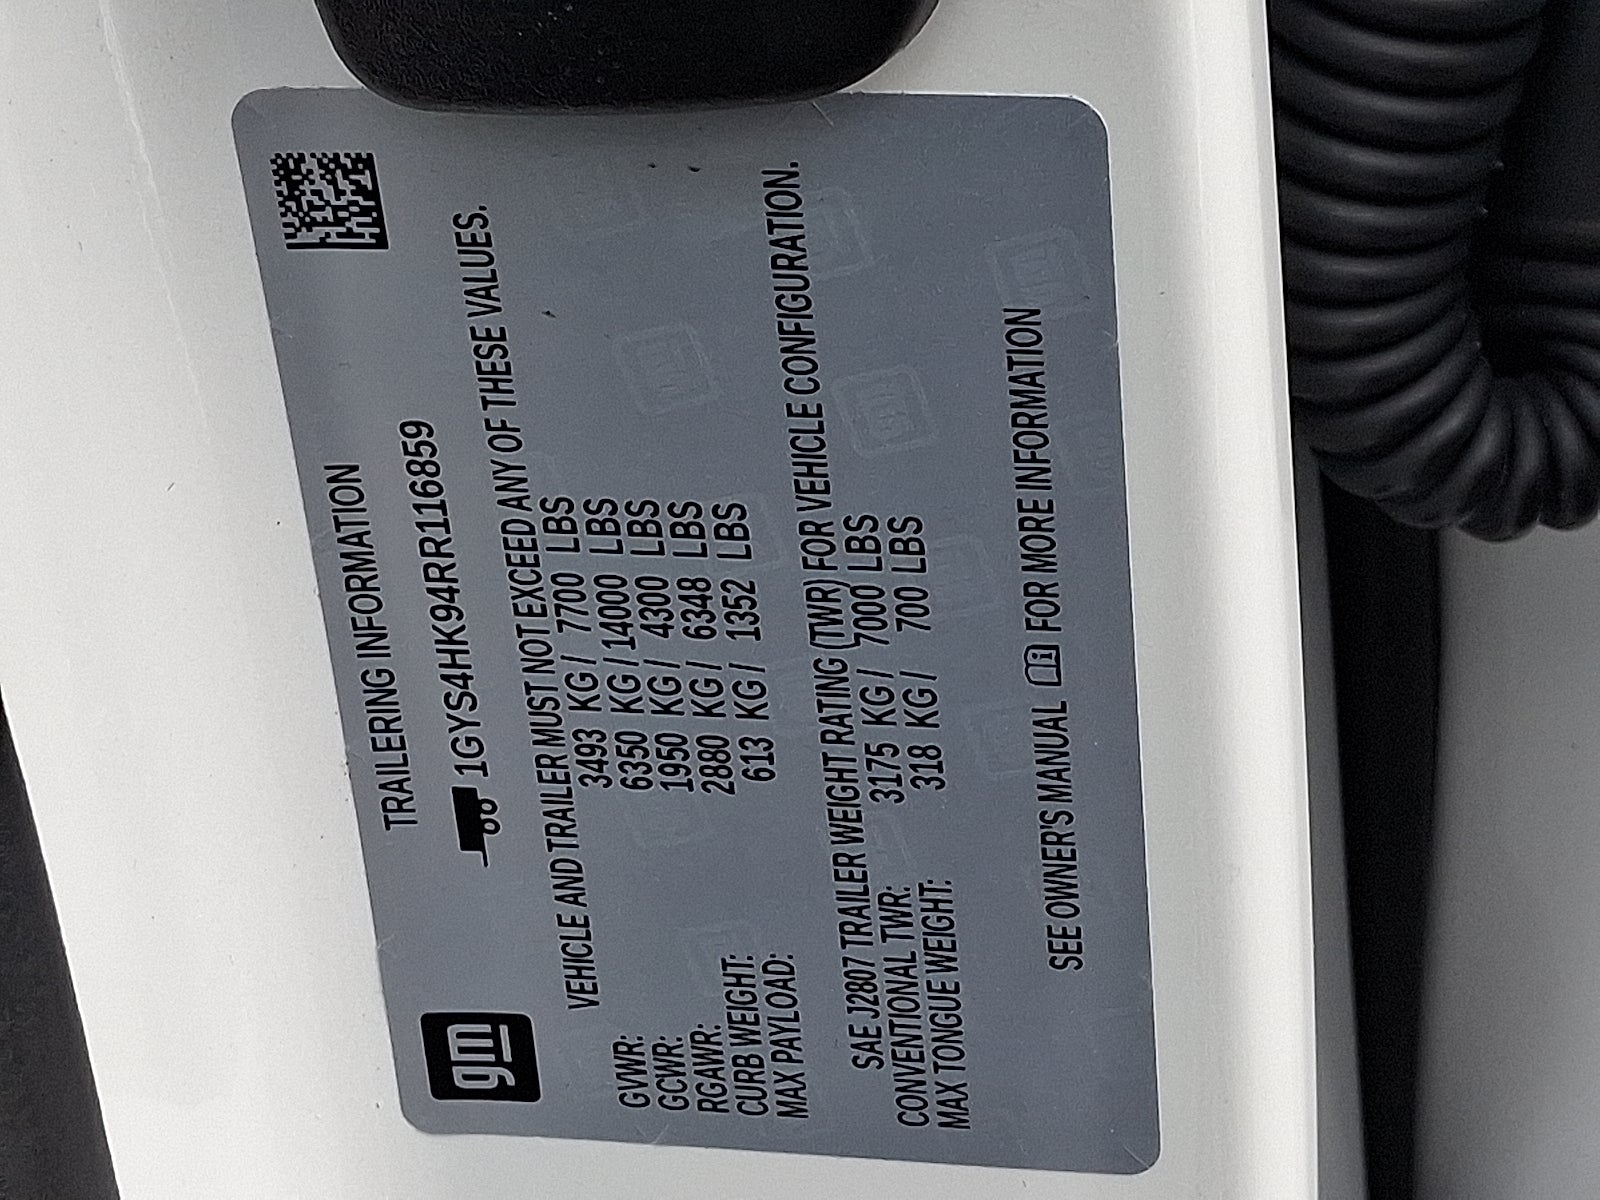 gm
TRAILERING INFORMATION
1GYS4HK94RR116859
VEHICLE AND TRAILER MUST NOT EXCEED ANY OF THESE VALUES.
GVWR: 3493 KG / 7700 LBS
GCWR: 6350 KG / 14000 LBS
RGAWR: 1950 KG / 4300 LBS
CURB WEIGHT: 2880 KG / 6348 LBS
MAX PAYLOAD: 613 KG / 1352 LBS
SAE J2807 TRAILER WEIGHT RATING (TWR) FOR VEHICLE CONFIGURATION.
CONVENTIONAL TWR: 3175 KG / 7000 LBS
MAX TONGUE WEIGHT: 318 KG / 700 LBS
SEE OWNER'S MANUAL FOR MORE INFORMATION